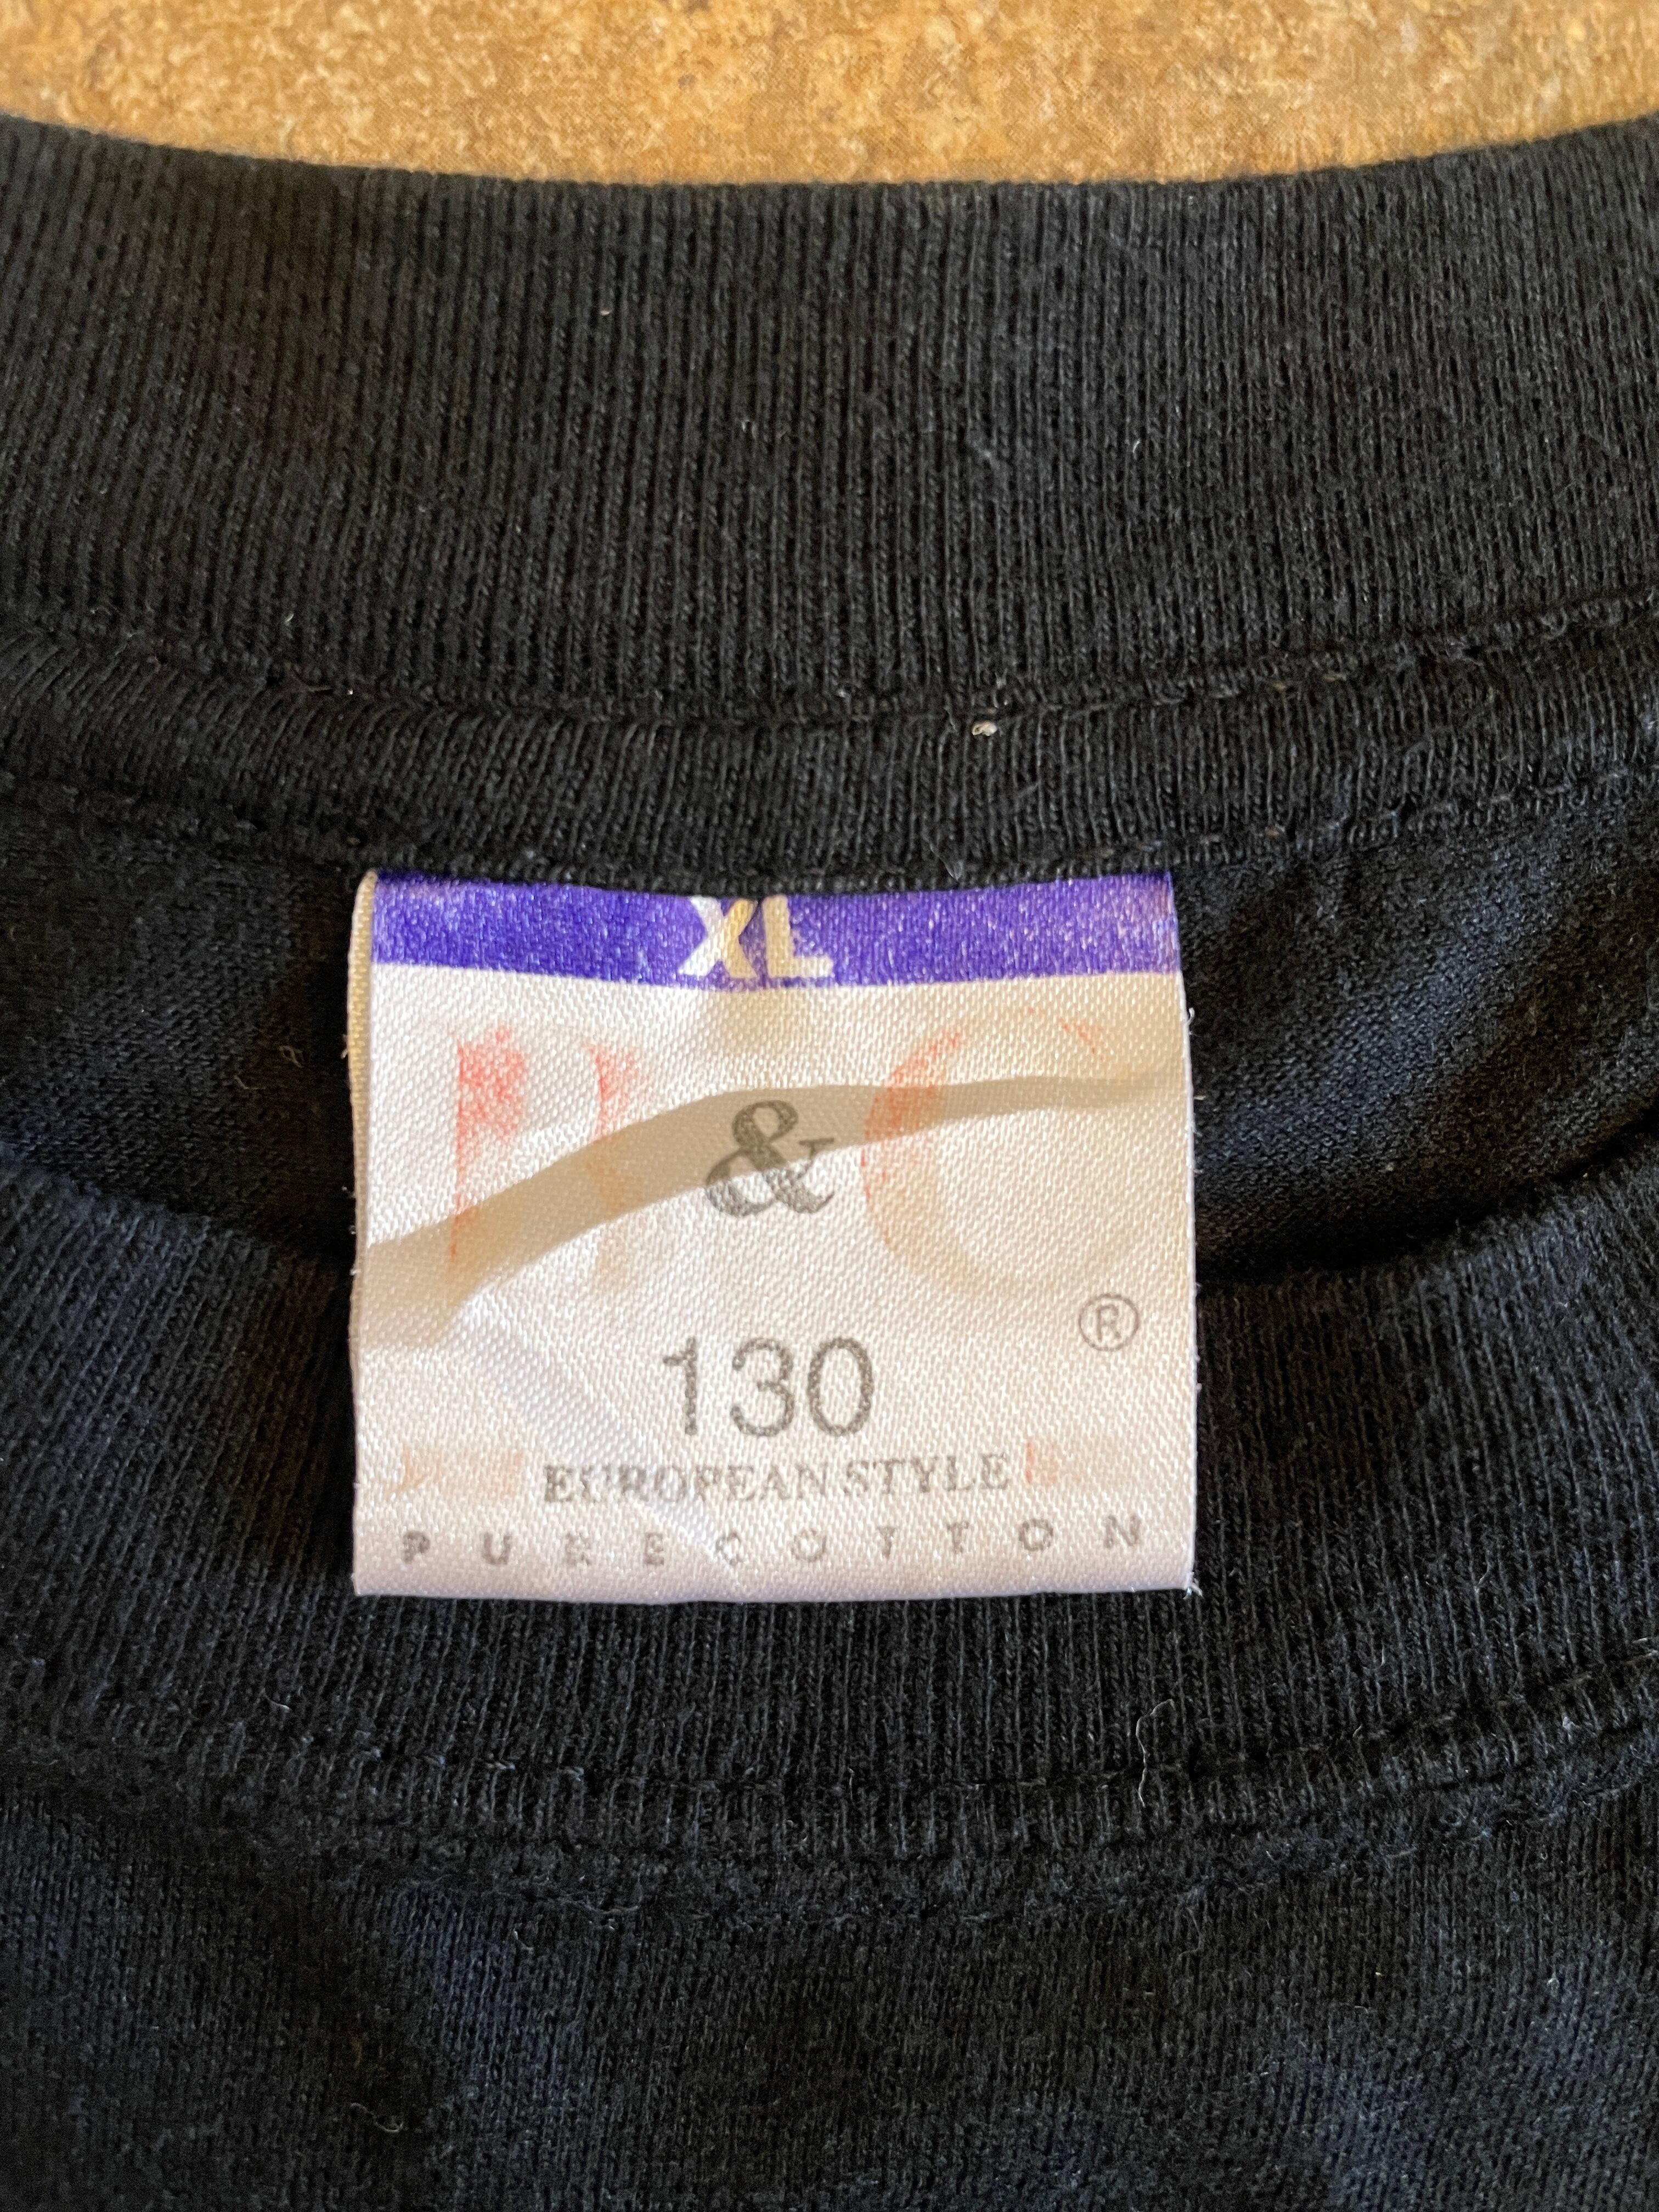 XL
& C
®
130
EUROPEAN STYLE
PURE COTTON